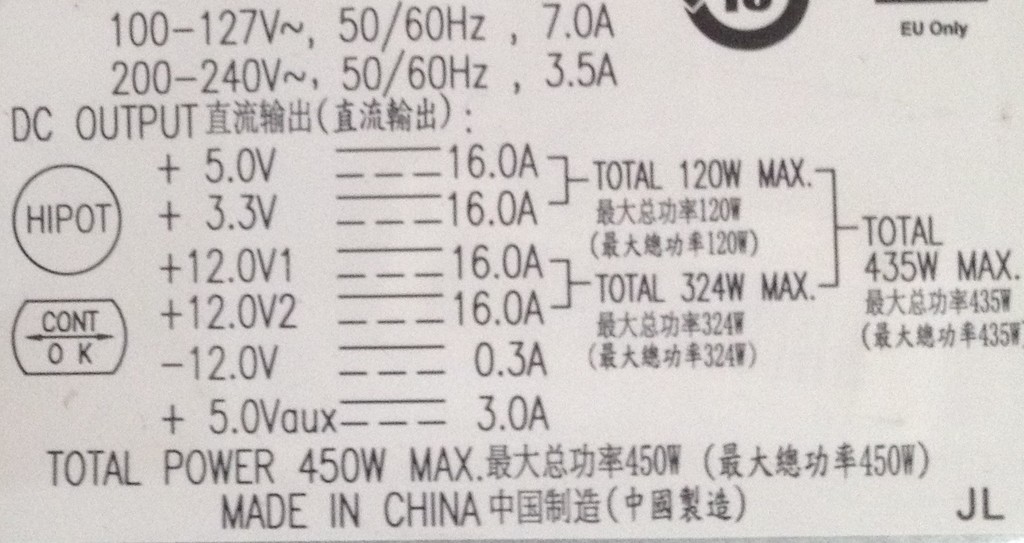 100-127V~, 50/60Hz , 7.0A
200-240V~, 50/60Hz , 3.5A
EU Only
DC OUTPUT 直流输出(直流輸出) :
HIPOT
+ 5.0V 16.0A
+ 3.3V 16.0A
TOTAL 120W MAX.
最大总功率120W
(最大總功率120W)
+12.0V1 16.0A
+12.0V2 16.0A
TOTAL 324W MAX.
最大总功率324W
(最大總功率324W)
TOTAL
435W MAX.
最大总功率435W
(最大總功率435W
CONT
O K
-12.0V 0.3A
+ 5.0Vaux 3.0A
TOTAL POWER 450W MAX.最大总功率450W (最大總功率450W)
MADE IN CHINA 中国制造(中國製造)
JL